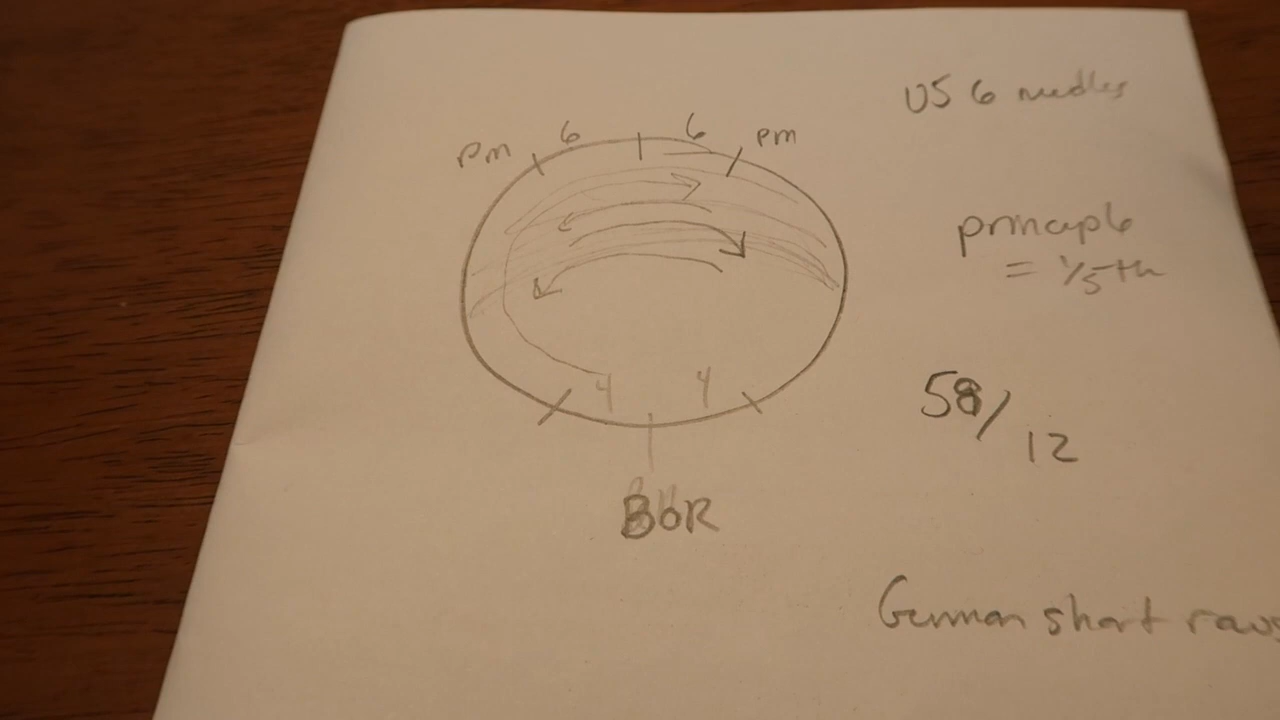 US 6 needles
pm 6 6 pm
principle
= 1/5th
58/12
4 4
BOR
German short rows